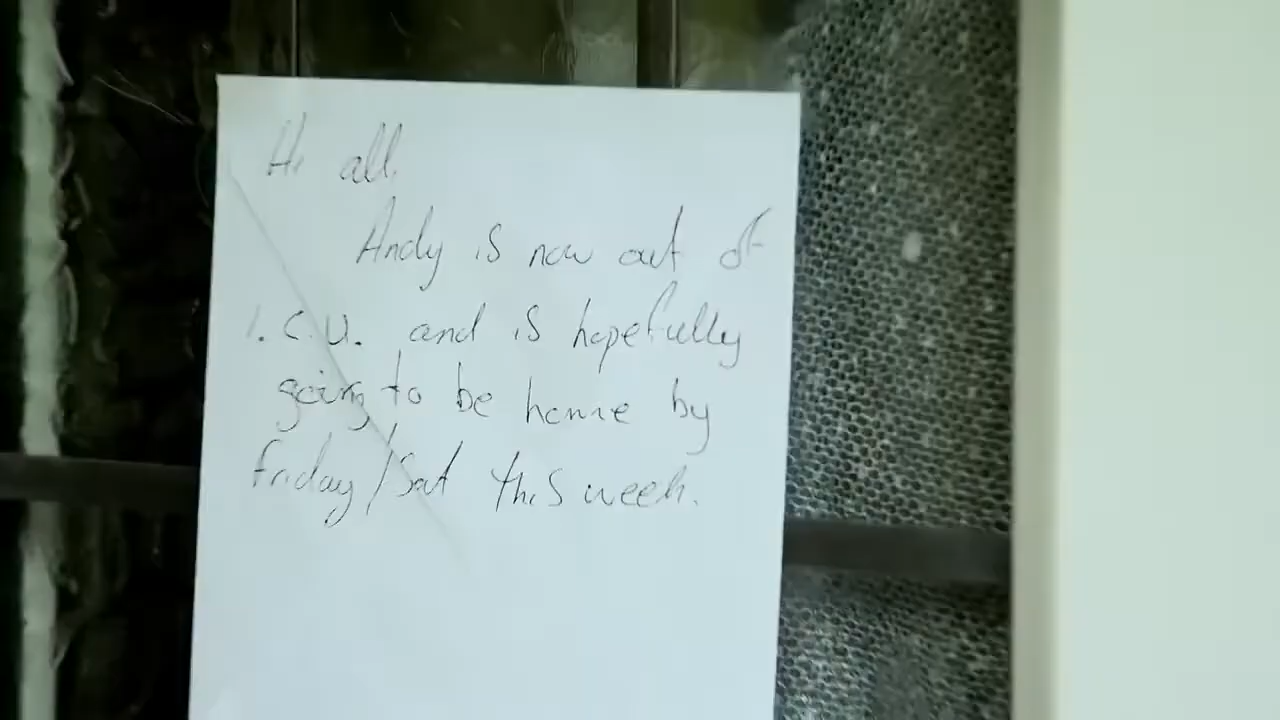 Hi all,
Andy is now out of
I.C.U. and is hopefully
going to be home by
friday/Sat this week.